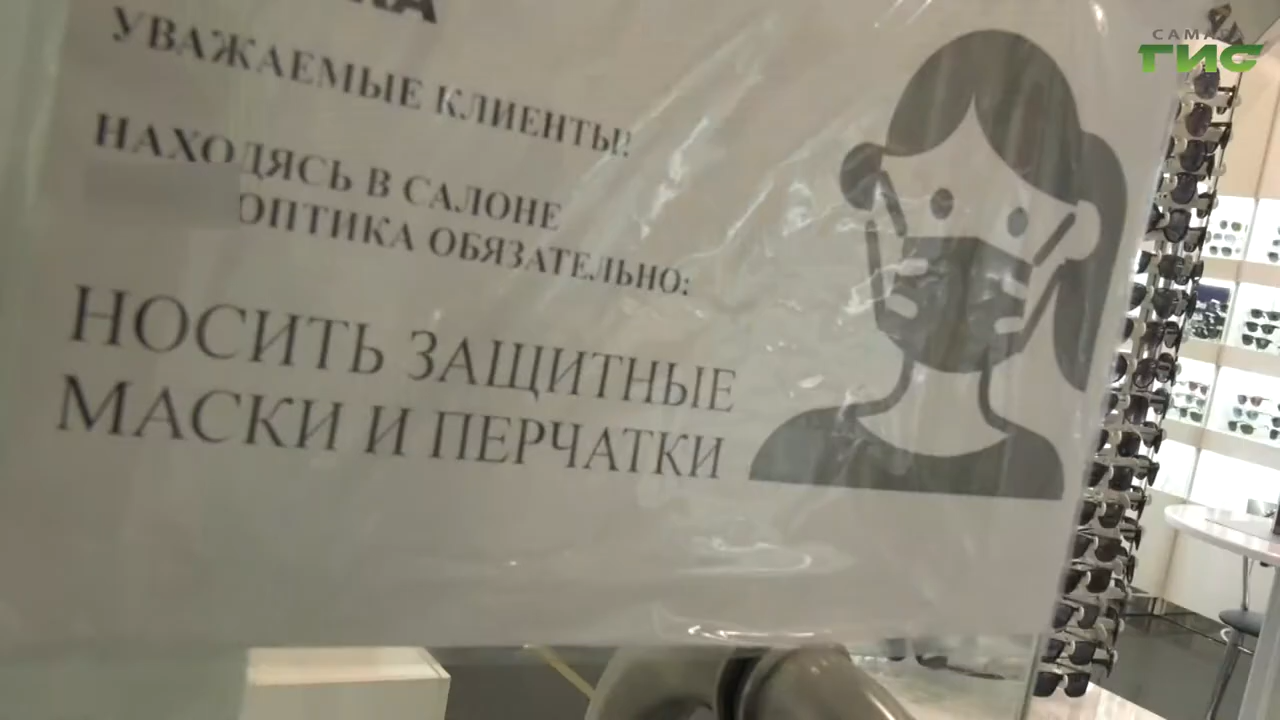 УВАЖАЕМЫЕ КЛИЕНТЫ!
НАХОДЯСЬ В САЛОНЕ
ОПТИКА ОБЯЗАТЕЛЬНО:
НОСИТЬ ЗАЩИТНЫЕ
МАСКИ И ПЕРЧАТКИ
САМАРА
ГИС